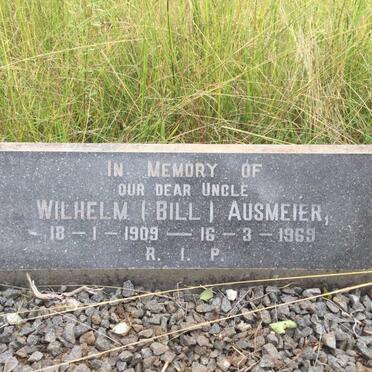 IN MEMORY OF
OUR DEAR UNCLE
WILHELM (BILL) AUSMEIER,
18-1-1909 — 16-3-1969
R. I. P.